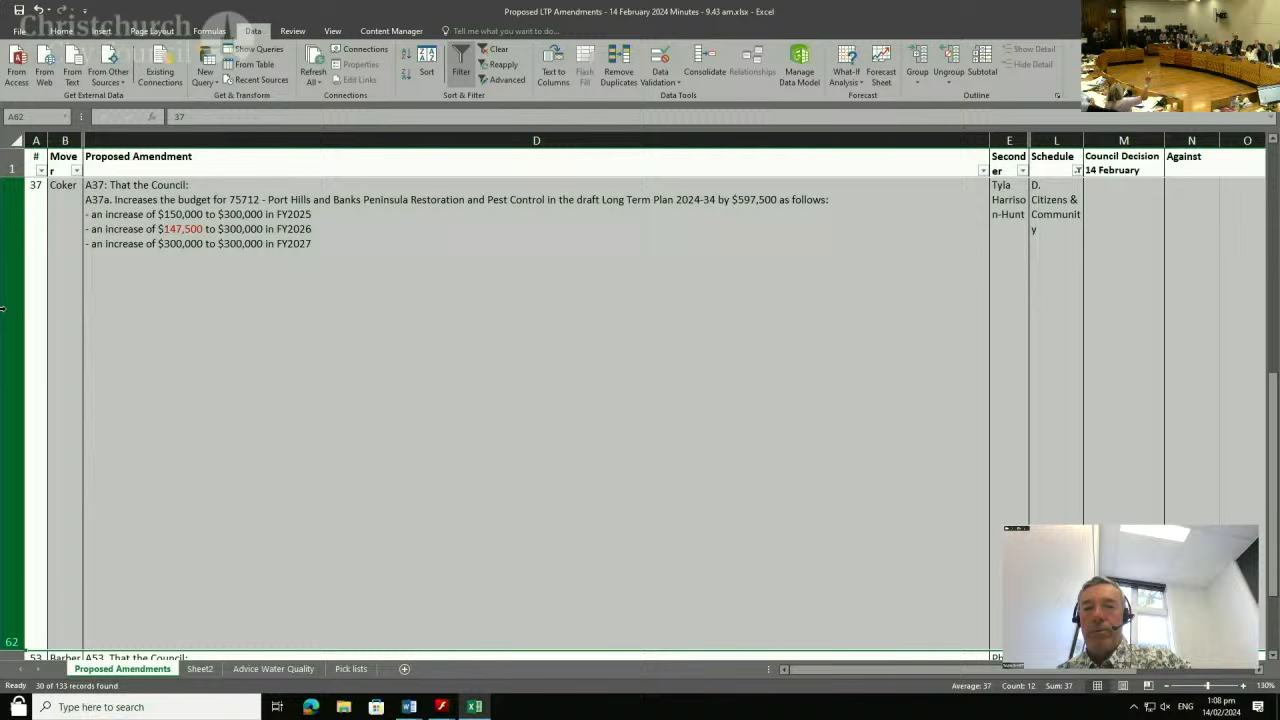 Proposed LTP Amendments - 14 February 2024 Minutes - 9.43 am.xlsx - Excel
Christchurch
City Council
File Home Insert Page Layout Formulas Data Review View Content Manager Tell me what you want to do...
From Access
From Web
From Text
From Other Sources
Existing Connections
Get External Data
New Query
Show Queries
From Table
Recent Sources
Get & Transform
Refresh All
Connections
Properties
Edit Links
Connections
Sort
Filter
Clear
Reapply
Advanced
Sort & Filter
Text to Columns
Flash Fill
Remove Duplicates
Data Validation
Consolidate
Relationships
Manage Data Model
Data Tools
What-If Analysis
Forecast Sheet
Forecast
Group
Ungroup
Subtotal
Show Detail
Hide Detail
Outline
A62 fx 37
A B D E L M N O
1 # Mover Proposed Amendment Seconder Schedule Council Decision 14 February Against
37 Coker A37: That the Council:
A37a. Increases the budget for 75712 - Port Hills and Banks Peninsula Restoration and Pest Control in the draft Long Term Plan 2024-34 by $597,500 as follows:
- an increase of $150,000 to $300,000 in FY2025
- an increase of $147,500 to $300,000 in FY2026
- an increase of $300,000 to $300,000 in FY2027
Tyla Harrison-Hunt
D. Citizens & Community
62
53 Barber A53. That the Council: Ph
Proposed Amendments Sheet2 Advice Water Quality Pick lists
Ready 30 of 133 records found Average: 37 Count: 12 Sum: 37 130%
Type here to search ENG 1:08 pm
14/02/2024